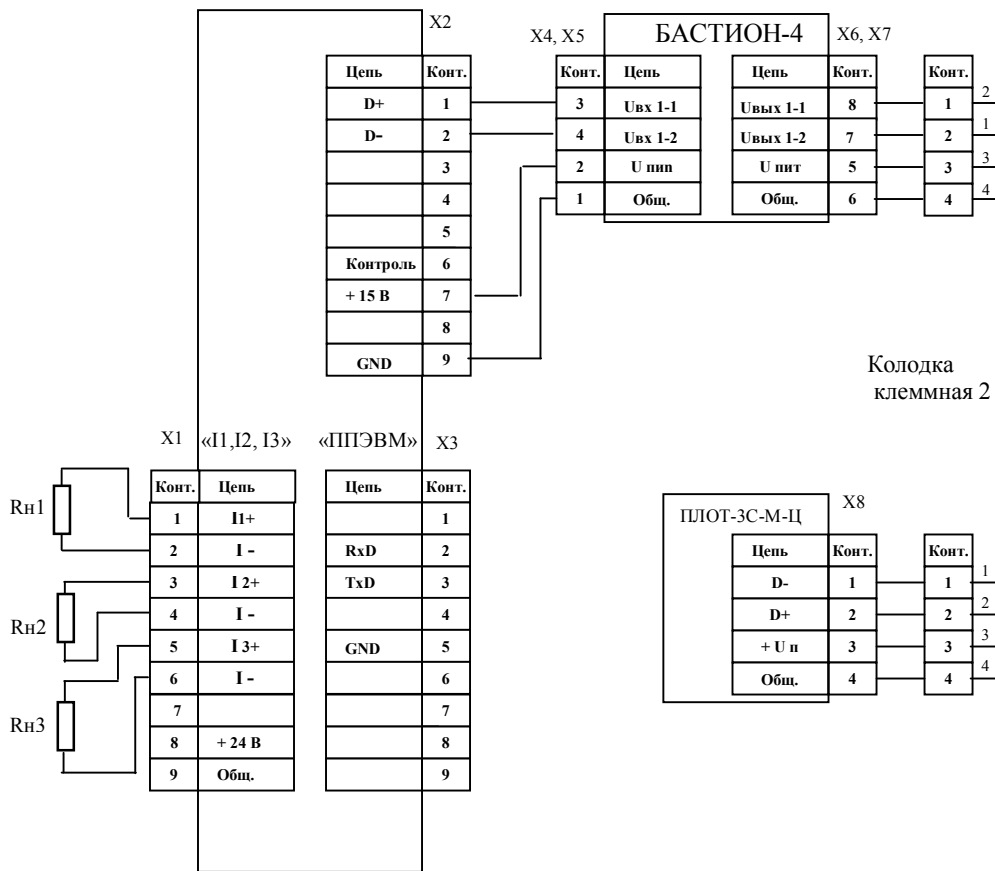 X2
X4, X5
БАСТИОН-4
X6, X7
Цепь Конт.
D+ 1
D- 2
3
4
5
Контроль 6
+ 15 В 7
8
GND 9
Конт. Цепь
3 Uвх 1-1
4 Uвх 1-2
2 U пип
1 Общ.
Цепь Конт.
Uвых 1-1 8
Uвых 1-2 7
U пит 5
Общ. 6
Конт.
1 2
2 1
3 3
4 4
Колодка
клеммная 2
X1
«I1,I2, I3»
«ППЭВМ»
X3
Rн1
Rн2
Rн3
Конт. Цепь
1 I1+
2 I -
3 I 2+
4 I -
5 I 3+
6 I -
7
8 + 24 В
9 Общ.
Цепь Конт.
1
RxD 2
TxD 3
4
GND 5
6
7
8
9
ПЛОТ-3С-М-Ц
X8
Цепь Конт.
D- 1
D+ 2
+ U п 3
Общ. 4
Конт.
1 1
2 2
3 3
4 4